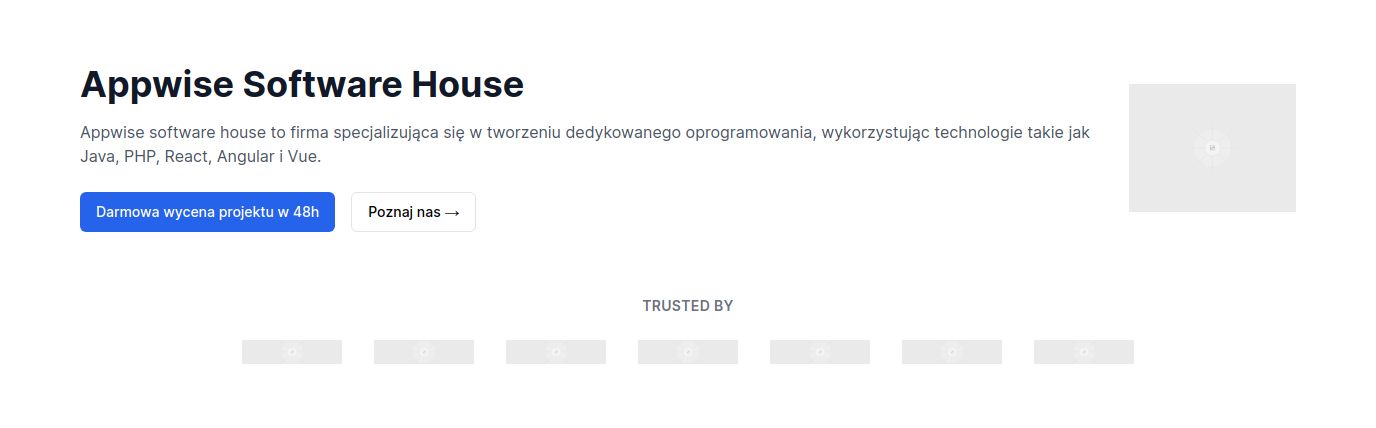 Appwise Software House
Appwise software house to firma specjalizująca się w tworzeniu dedykowanego oprogramowania, wykorzystując technologie takie jak
Java, PHP, React, Angular i Vue.
Darmowa wycena projektu w 48h
Poznaj nas →
TRUSTED BY